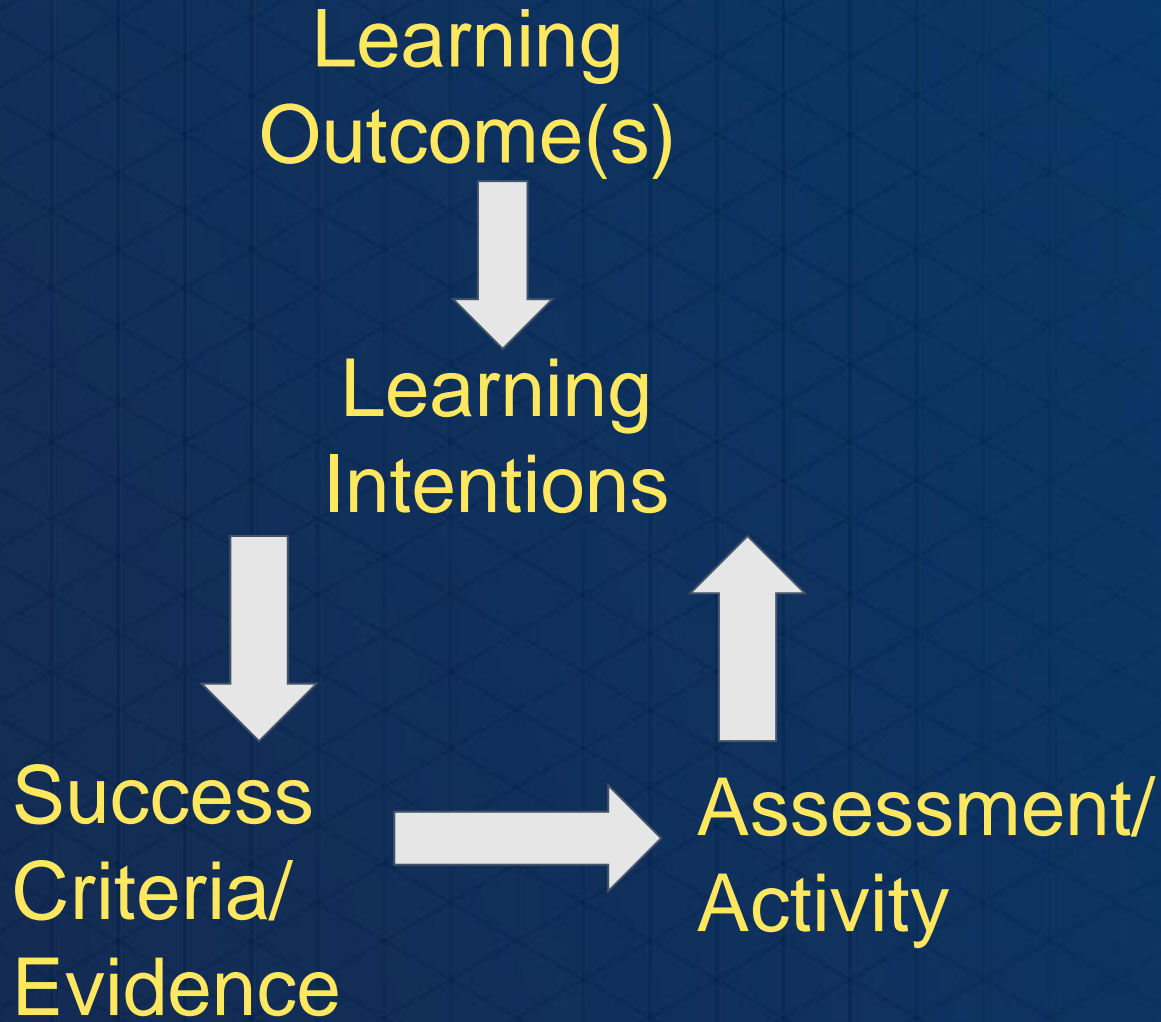 Learning
Outcome(s)
Learning
Intentions
Success
Criteria/
Evidence
Assessment/
Activity